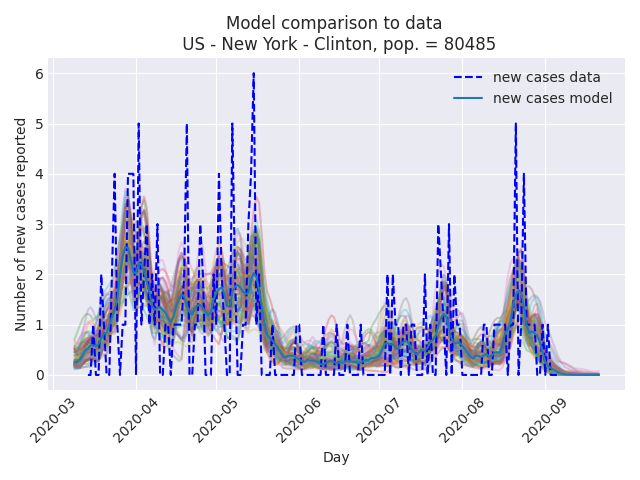 Model comparison to data
US - New York - Clinton, pop. = 80485
new cases data
new cases model
Number of new cases reported
6
5
4
3
2
1
0
2020-03
2020-04
2020-05
2020-06
2020-07
2020-08
2020-09
Day